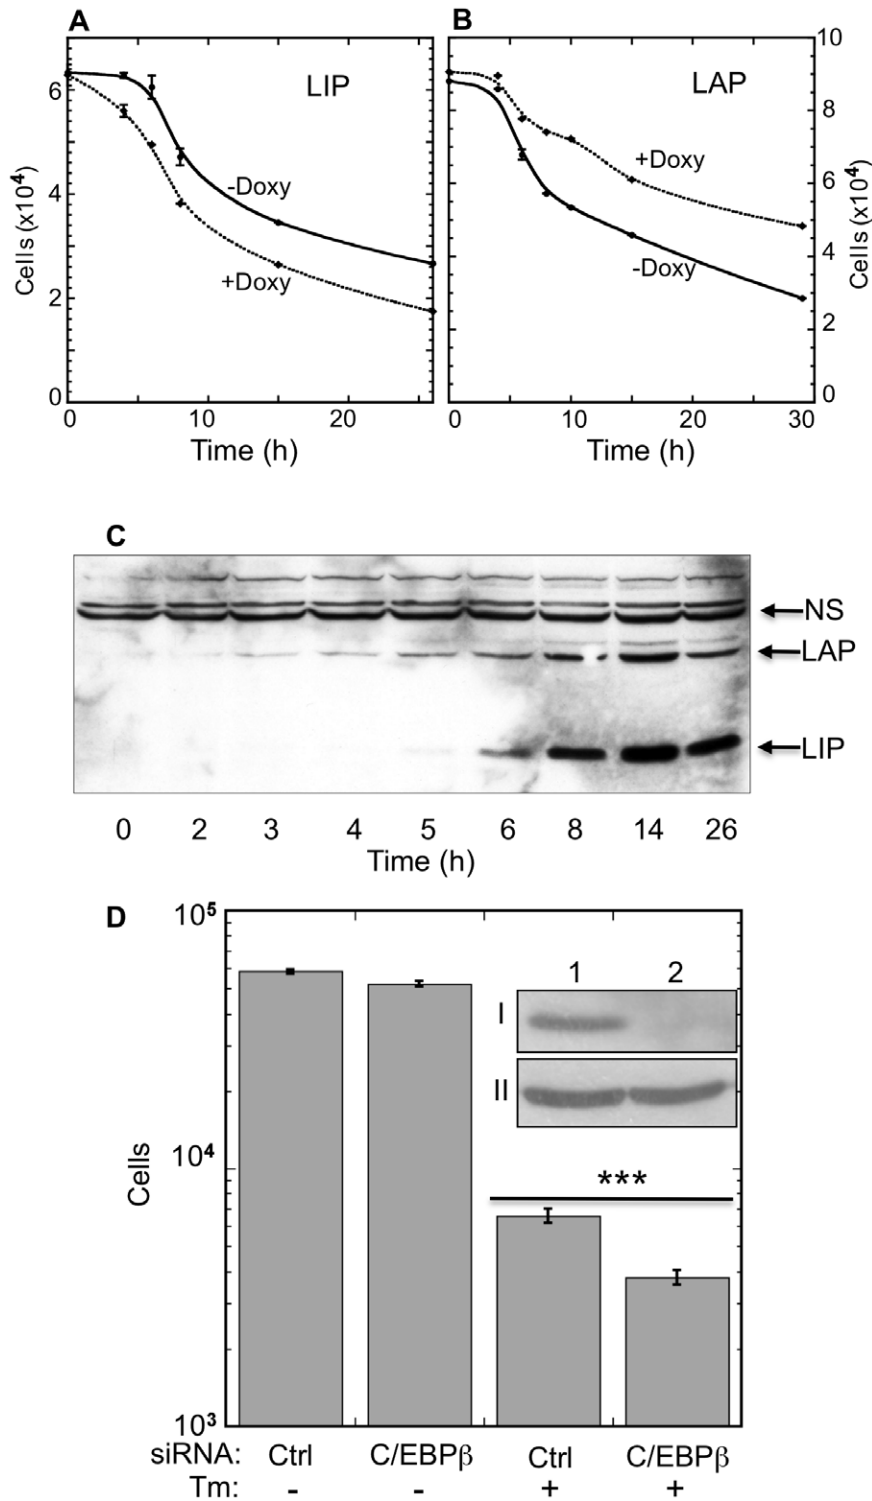 A
B
10
6
LIP
LAP
8
+Doxy
-Doxy
6
4
Cells (x10⁴)
Cells (x10⁴)
+Doxy
-Doxy
4
2
2
0
0
0
10
20
0
10
20
30
Time (h)
Time (h)
C
NS
LAP
LIP
0 2 3 4 5 6 8 14 26
Time (h)
D
10⁵
1 2
I
II
10⁴
Cells
***
10³
siRNA: Ctrl C/EBPβ Ctrl C/EBPβ
Tm: - - + +